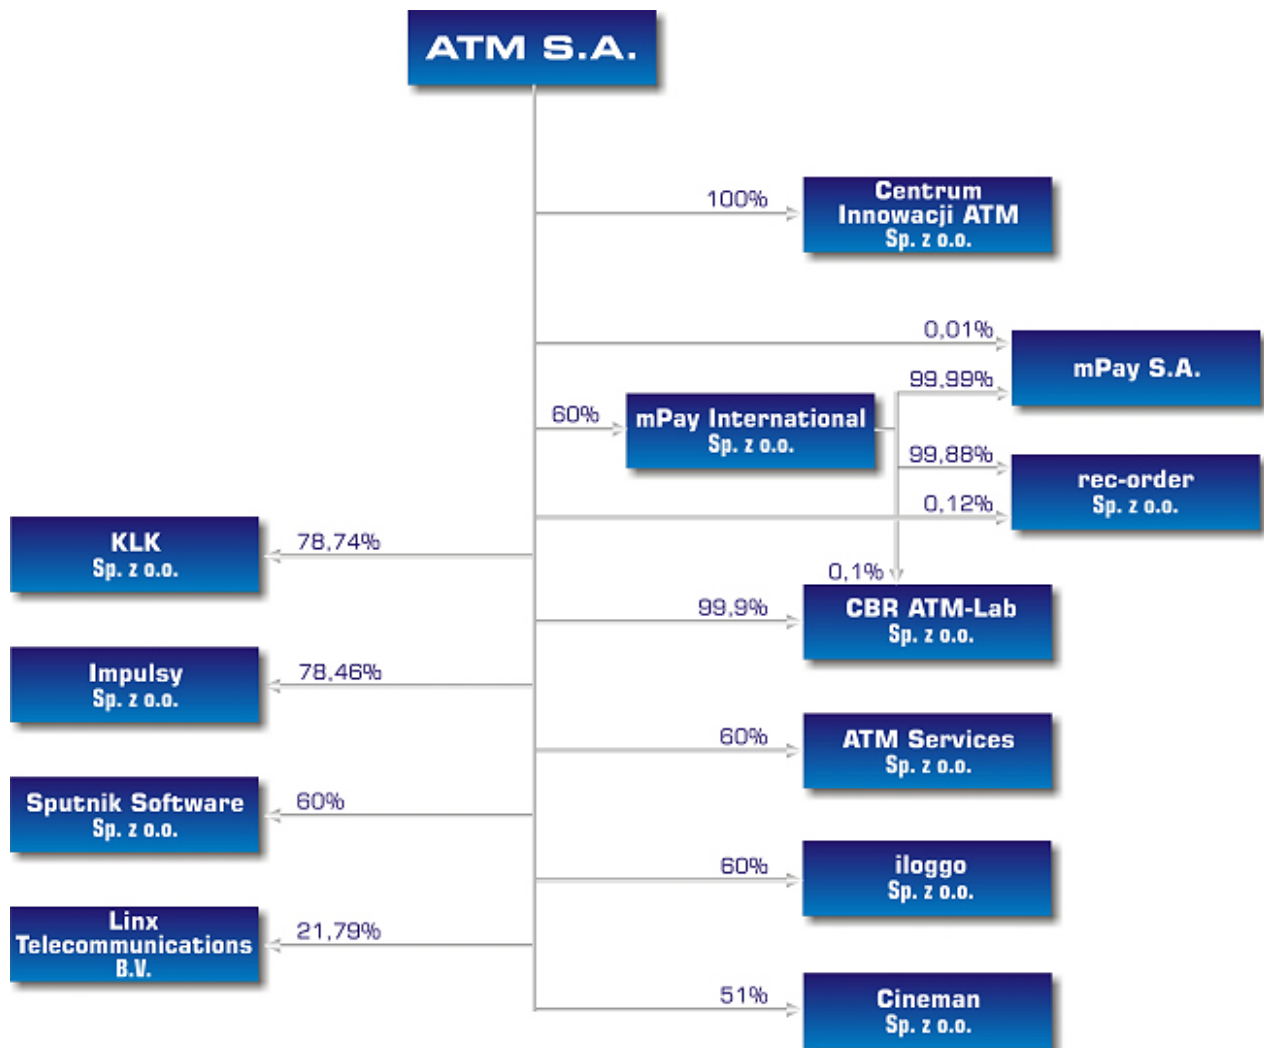 ATM S.A.
100%
Centrum
Innowacji ATM
Sp. z o.o.
0,01%
mPay S.A.
99,99%
60%
mPay International
Sp. z o.o.
99,88%
rec-order
Sp. z o.o.
0,12%
KLK
Sp. z o.o.
78,74%
0,1%
99,9%
CBR ATM-Lab
Sp. z o.o.
Impulsy
Sp. z o.o.
78,46%
60%
ATM Services
Sp. z o.o.
Sputnik Software
Sp. z o.o.
60%
60%
iloggo
Sp. z o.o.
Linx
Telecommunications
B.V.
21,79%
51%
Cineman
Sp. z o.o.